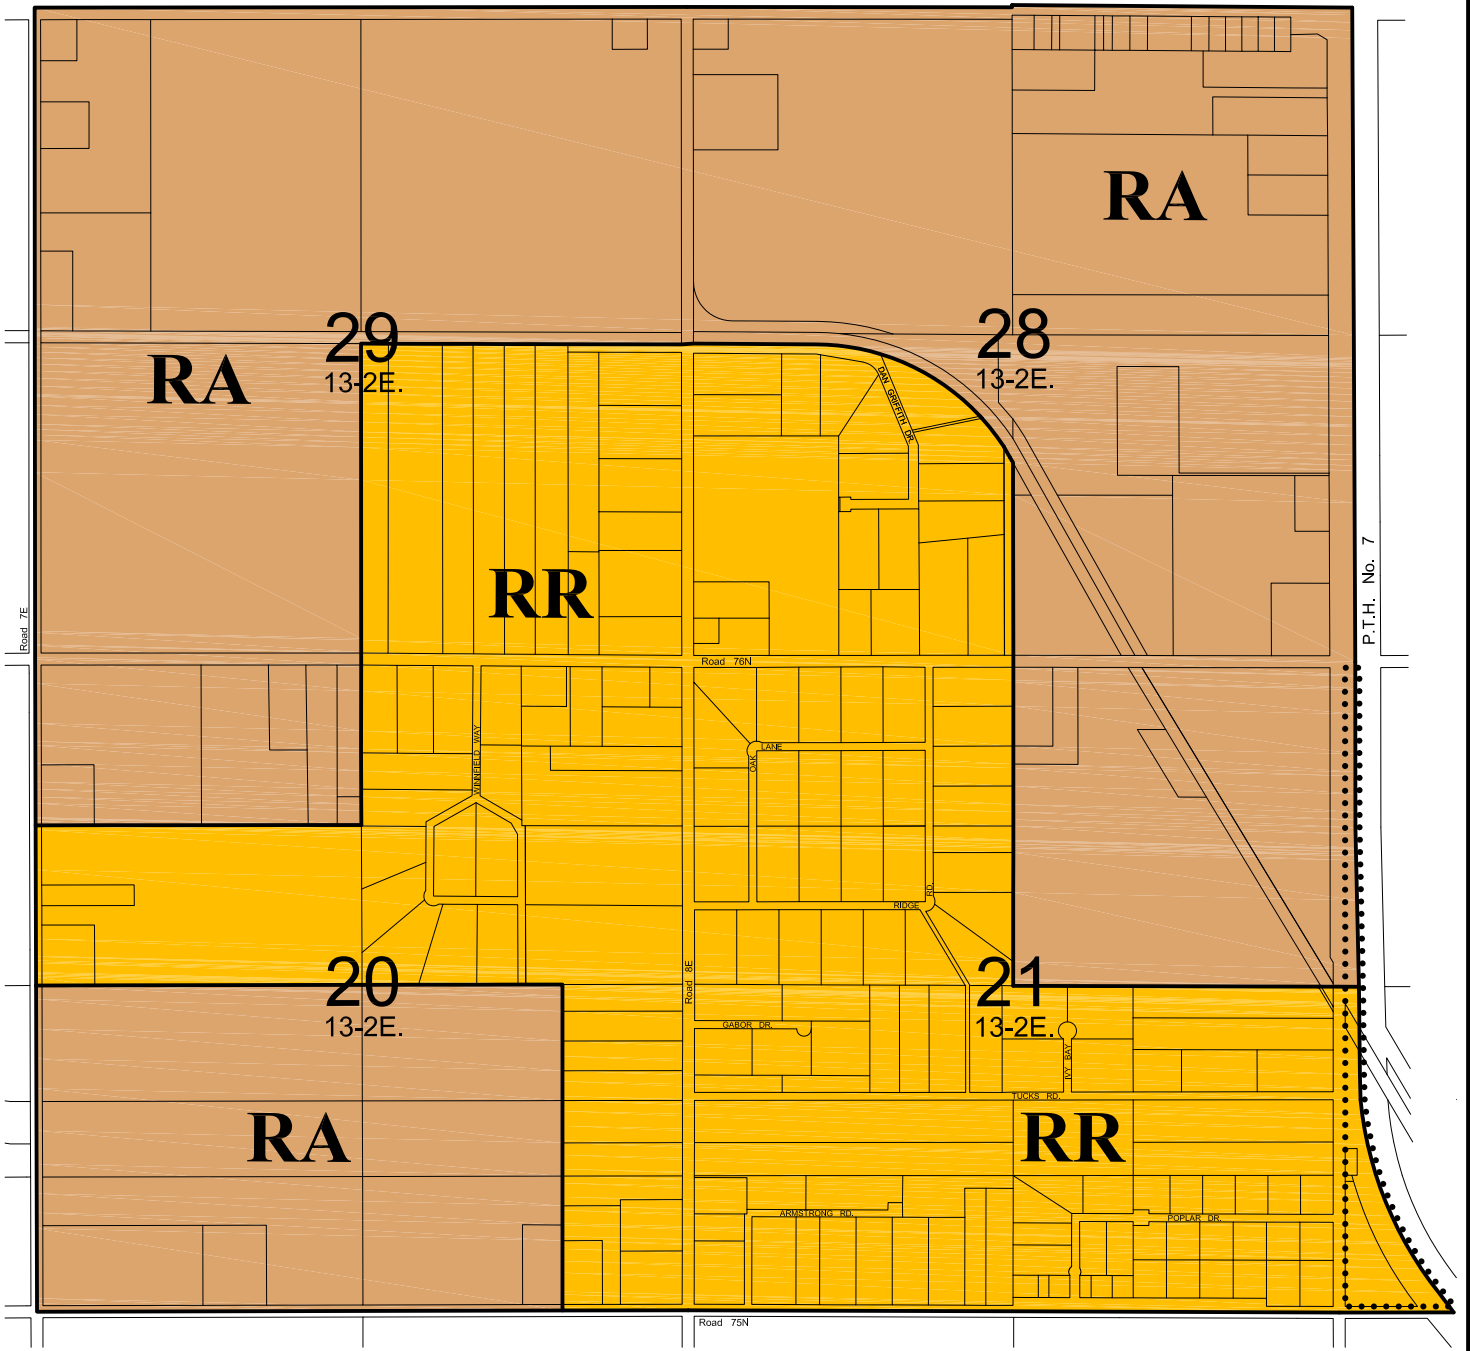 RA
29
13-2E.
28
13-2E.
RA
DAN GRIFFITH DR.
RR
P.T.H. No. 7
Road 7E
Road 76N
WINNFIELD WAY
LANE
OAK
RD.
RIDGE
20
13-2E.
Road 8E
21
13-2E.
GABOR DR.
IVY BAY
TUCKS RD.
RA
RR
ARMSTRONG RD.
POPLAR DR.
Road 75N